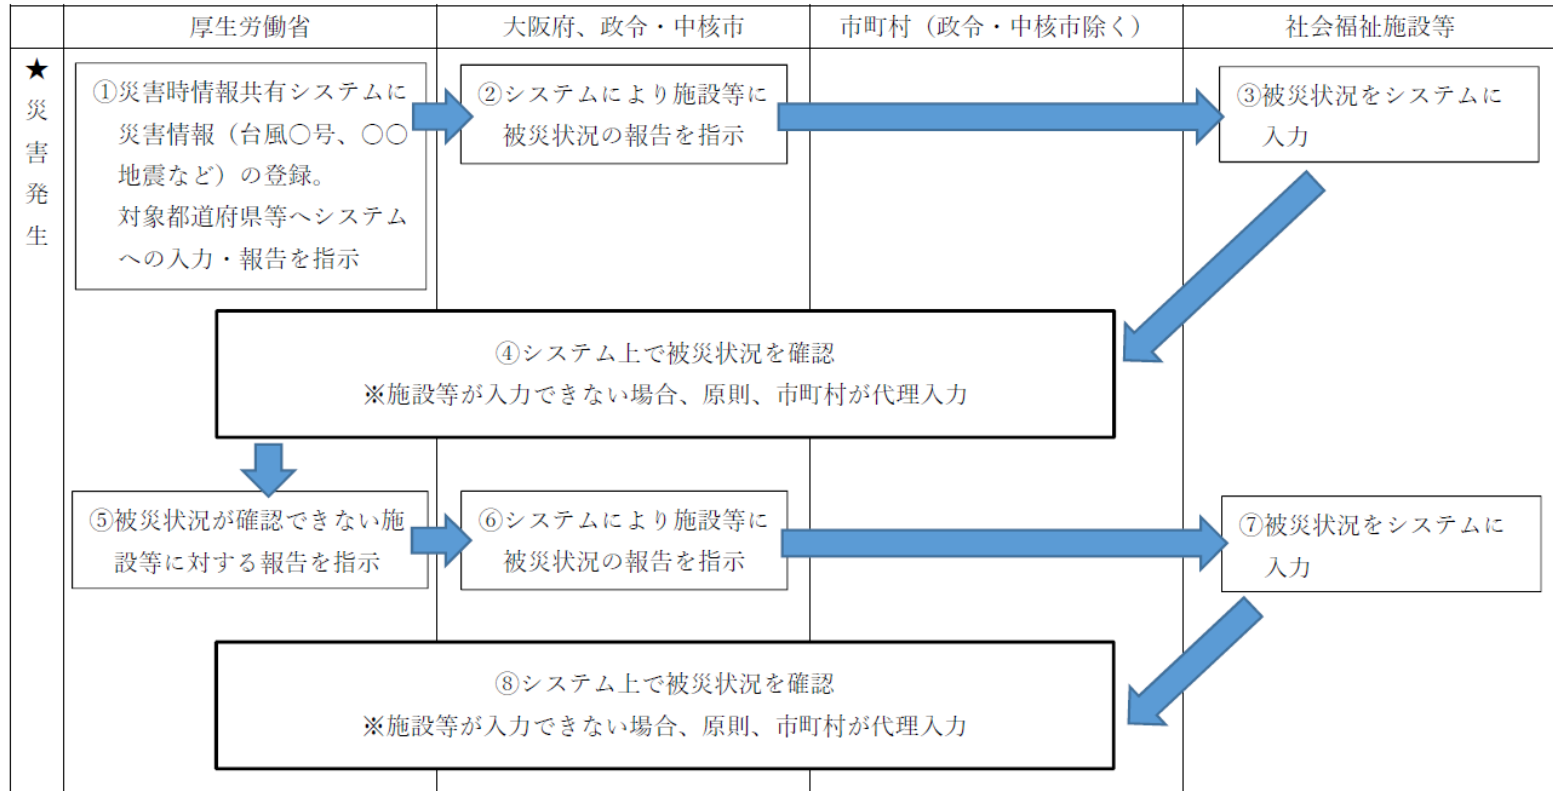 厚生労働省
大阪府、政令・中核市
市町村（政令・中核市除く）
社会福祉施設等
★災害発生
①災害時情報共有システムに
災害情報（台風〇号、〇〇
地震など）の登録。
対象都道府県等へシステム
への入力・報告を指示
②システムにより施設等に
被災状況の報告を指示
③被災状況をシステムに
入力
④システム上で被災状況を確認
※施設等が入力できない場合、原則、市町村が代理入力
⑤被災状況が確認できない施
設等に対する報告を指示
⑥システムにより施設等に
被災状況の報告を指示
⑦被災状況をシステムに
入力
⑧システム上で被災状況を確認
※施設等が入力できない場合、原則、市町村が代理入力